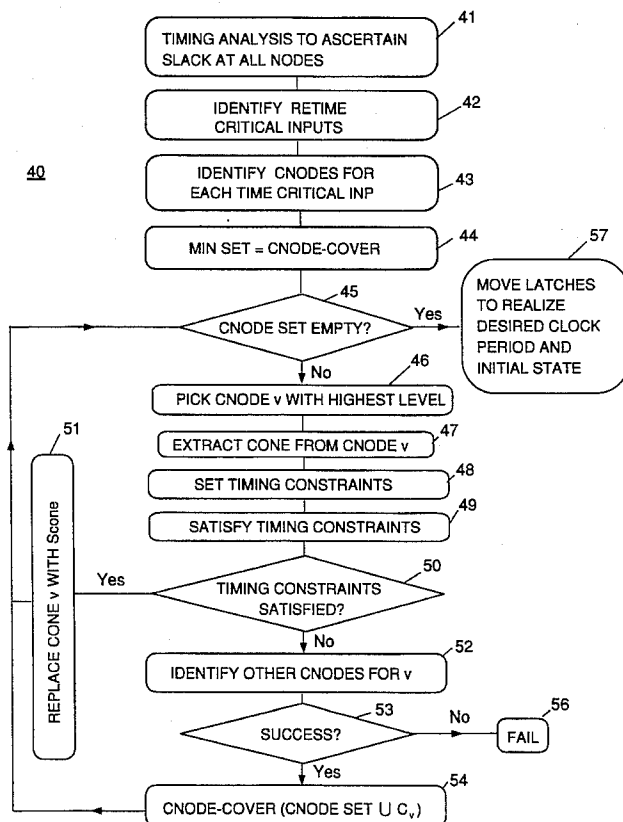 41
TIMING ANALYSIS TO ASCERTAIN
SLACK AT ALL NODES
42
IDENTIFY RETIME
CRITICAL INPUTS
40
IDENTIFY CNODES FOR
EACH TIME CRITICAL INP
43
MIN SET = CNODE-COVER
44
57
MOVE LATCHES
TO REALIZE
DESIRED CLOCK
PERIOD AND
INITIAL STATE
45
CNODE SET EMPTY?
Yes
No
46
PICK CNODE v WITH HIGHEST LEVEL
47
EXTRACT CONE FROM CNODE v
48
SET TIMING CONSTRAINTS
49
SATISFY TIMING CONSTRAINTS
51
REPLACE CONE v WITH Scone
50
TIMING CONSTRAINTS
SATISFIED?
Yes
No
52
IDENTIFY OTHER CNODES FOR v
53
SUCCESS?
No
56
FAIL
Yes
54
CNODE-COVER (CNODE SET ∪ Cv)